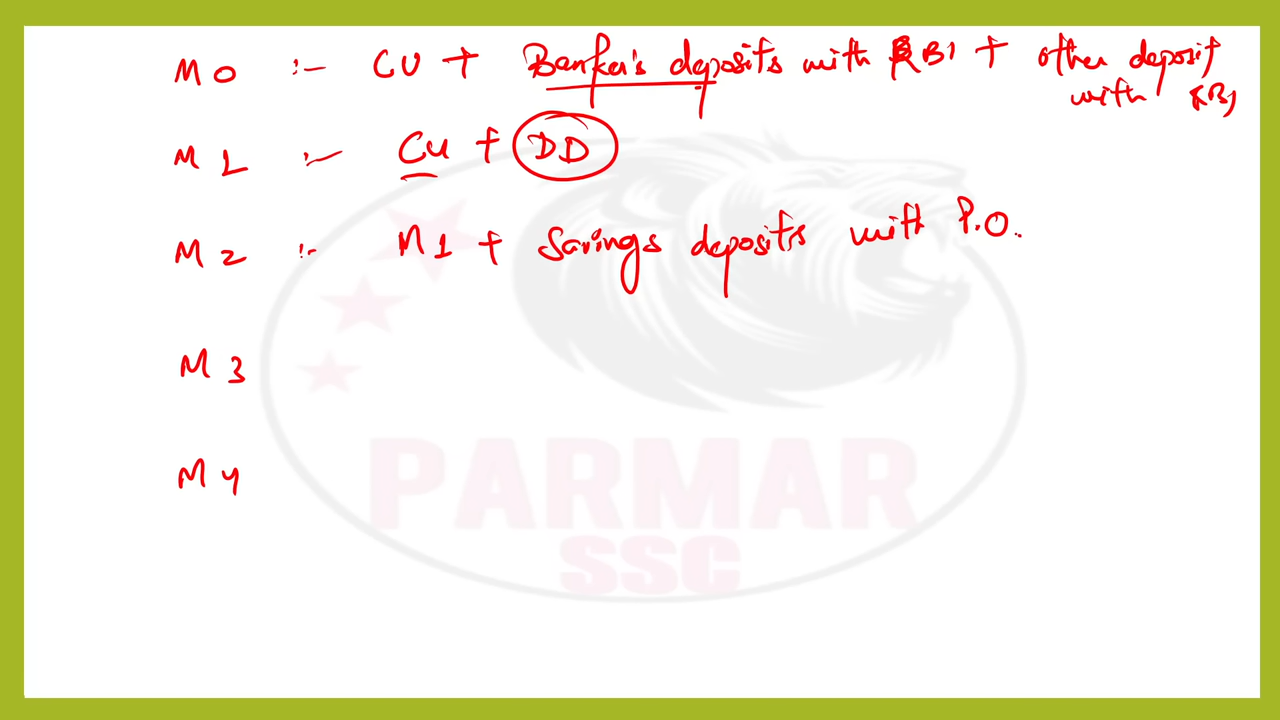 M0 :- CU + Banker's deposits with RBI + other deposit
with RBI
M1 :- CU + DD
M2 :- M1 + Savings deposits with P.O.
M3
M4
PARMAR
SSC